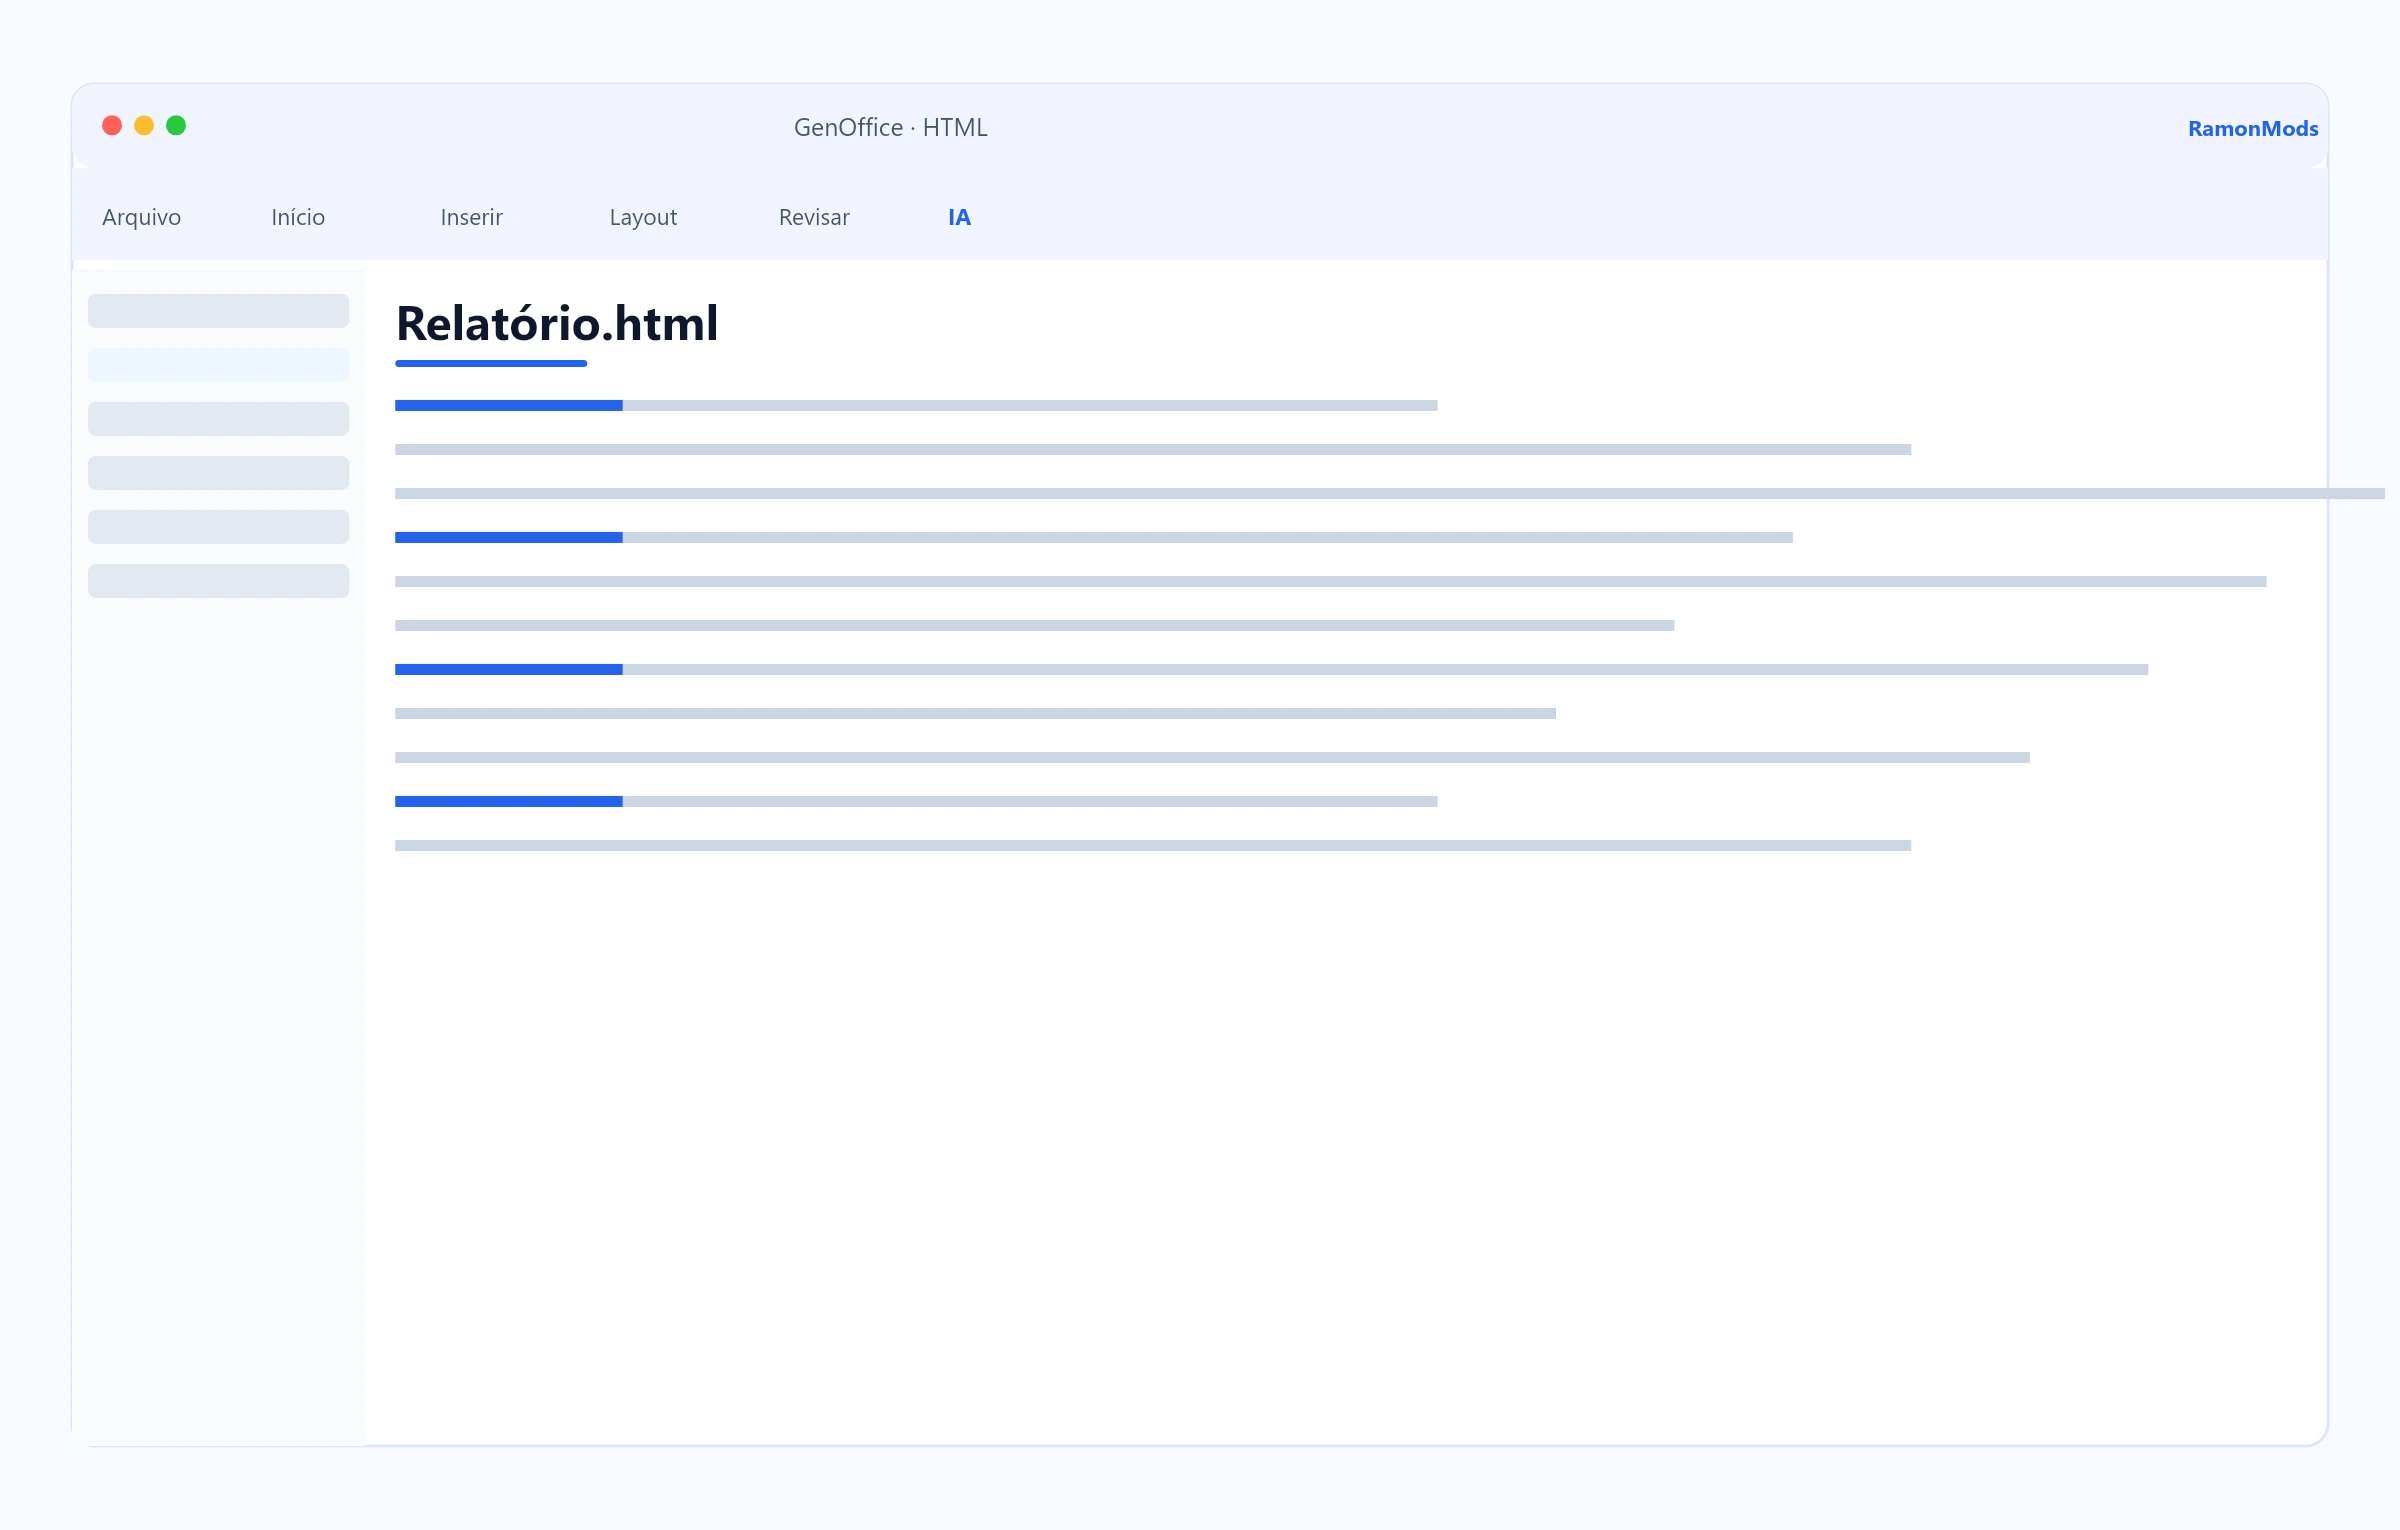 GenOffice · HTML
RamonMods
Arquivo Início Inserir Layout Revisar IA
Relatório.html